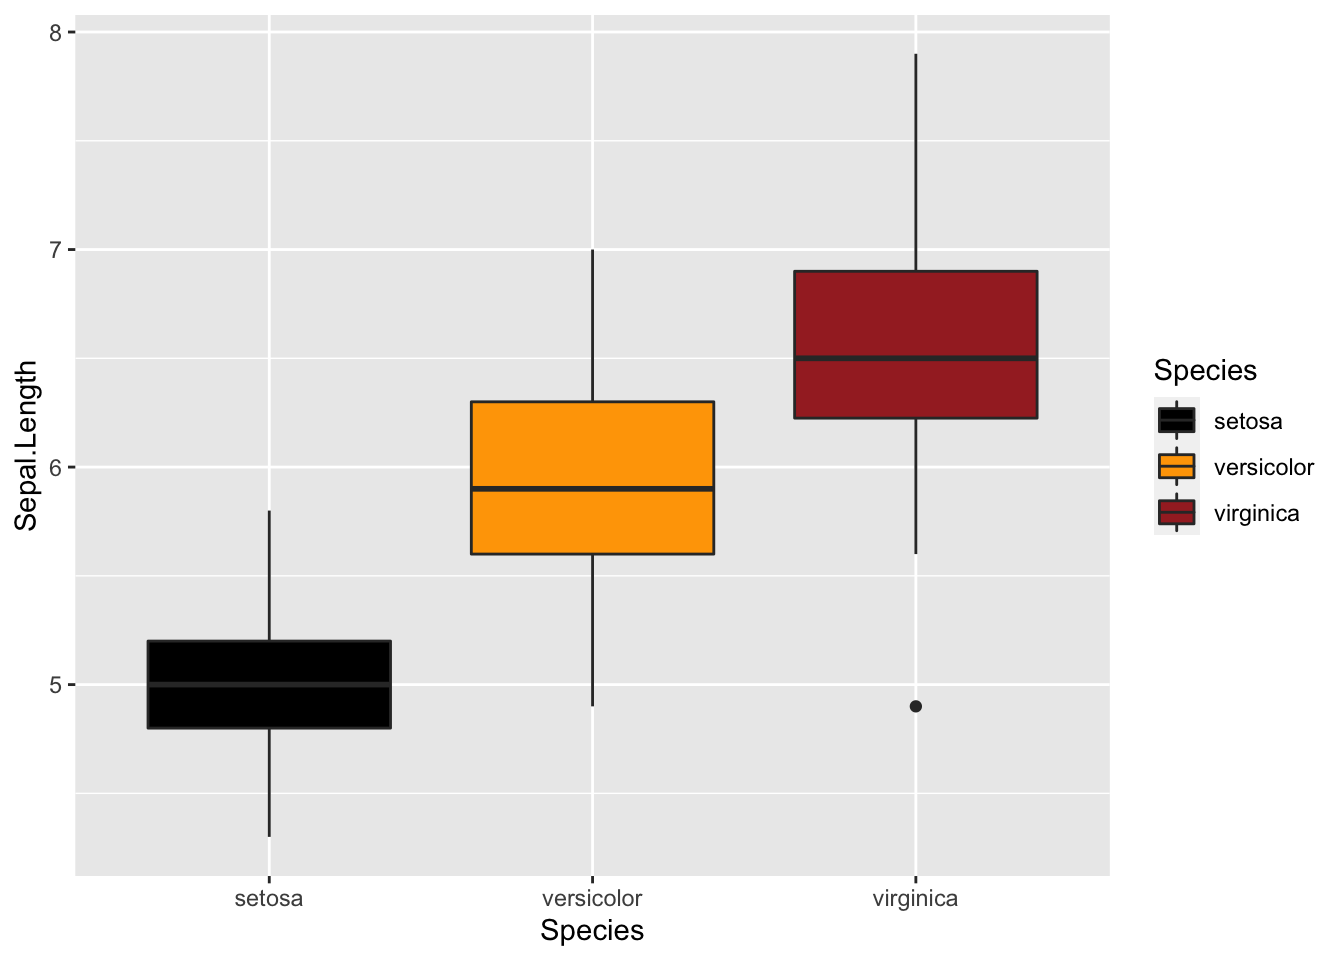 8
7
6
5
Sepal.Length
setosa
versicolor
virginica
Species
Species
setosa
versicolor
virginica